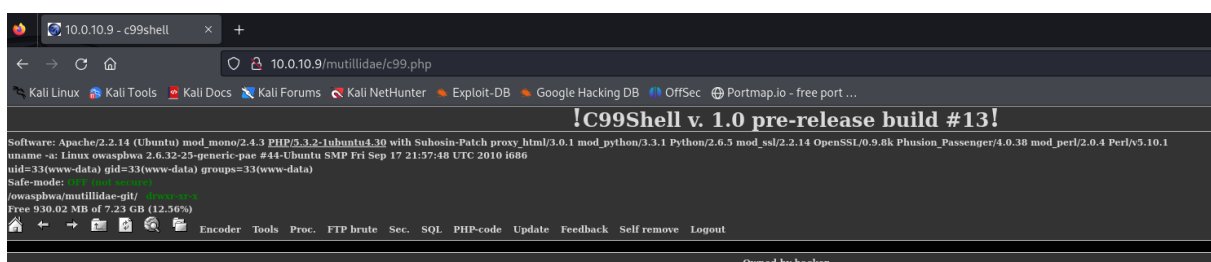 10.0.10.9 - c99shell × +
10.0.10.9/mutillidae/c99.php
Kali Linux Kali Tools Kali Docs Kali Forums Kali NetHunter Exploit-DB Google Hacking DB OffSec Portmap.io - free port ...
!C99Shell v. 1.0 pre-release build #13!
Software: Apache/2.2.14 (Ubuntu) mod_mono/2.4.3 PHP/5.3.2-1ubuntu4.30 with Suhosin-Patch proxy_html/3.0.1 mod_python/3.3.1 Python/2.6.5 mod_ssl/2.2.14 OpenSSL/0.9.8k Phusion_Passenger/4.0.38 mod_perl/2.0.4 Perl/v5.10.1
uname -a: Linux owaspbwa 2.6.32-25-generic-pae #44-Ubuntu SMP Fri Sep 17 21:57:48 UTC 2010 i686
uid=33(www-data) gid=33(www-data) groups=33(www-data)
Safe-mode: OFF (not secure)
/owaspbwa/mutillidae-git/ drwxr-xr-x
Free 930.02 MB of 7.23 GB (12.56%)
Encoder Tools Proc. FTP brute Sec. SQL PHP-code Update Feedback Self remove Logout
Owned by hacker